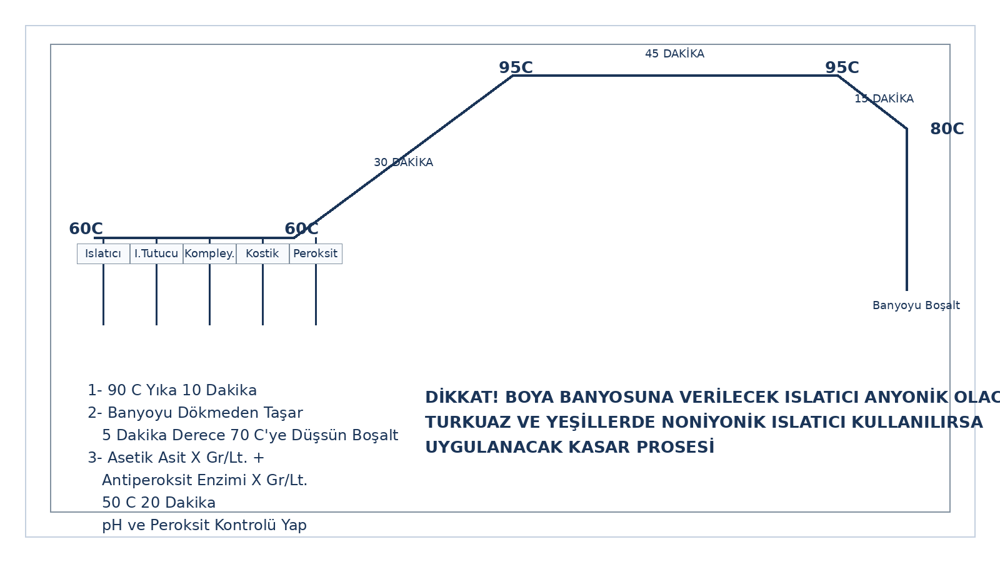 45 DAKİKA
95C
95C
15 DAKİKA
80C
30 DAKİKA
60C
60C
Islatıcı
I.Tutucu
Kompley.
Kostik
Peroksit
Banyoyu Boşalt
1- 90 C Yıka 10 Dakika
2- Banyoyu Dökmeden Taşar
5 Dakika Derece 70 C'ye Düşsün Boşalt
3- Asetik Asit X Gr/Lt. +
Antiperoksit Enzimi X Gr/Lt.
50 C 20 Dakika
pH ve Peroksit Kontrolü Yap
DİKKAT! BOYA BANYOSUNA VERİLECEK ISLATICI ANYONİK
TURKUAZ VE YEŞİLLERDE NONİYONİK ISLATICI KULLANILIRSA
UYGULANACAK KASAR PROSESİ